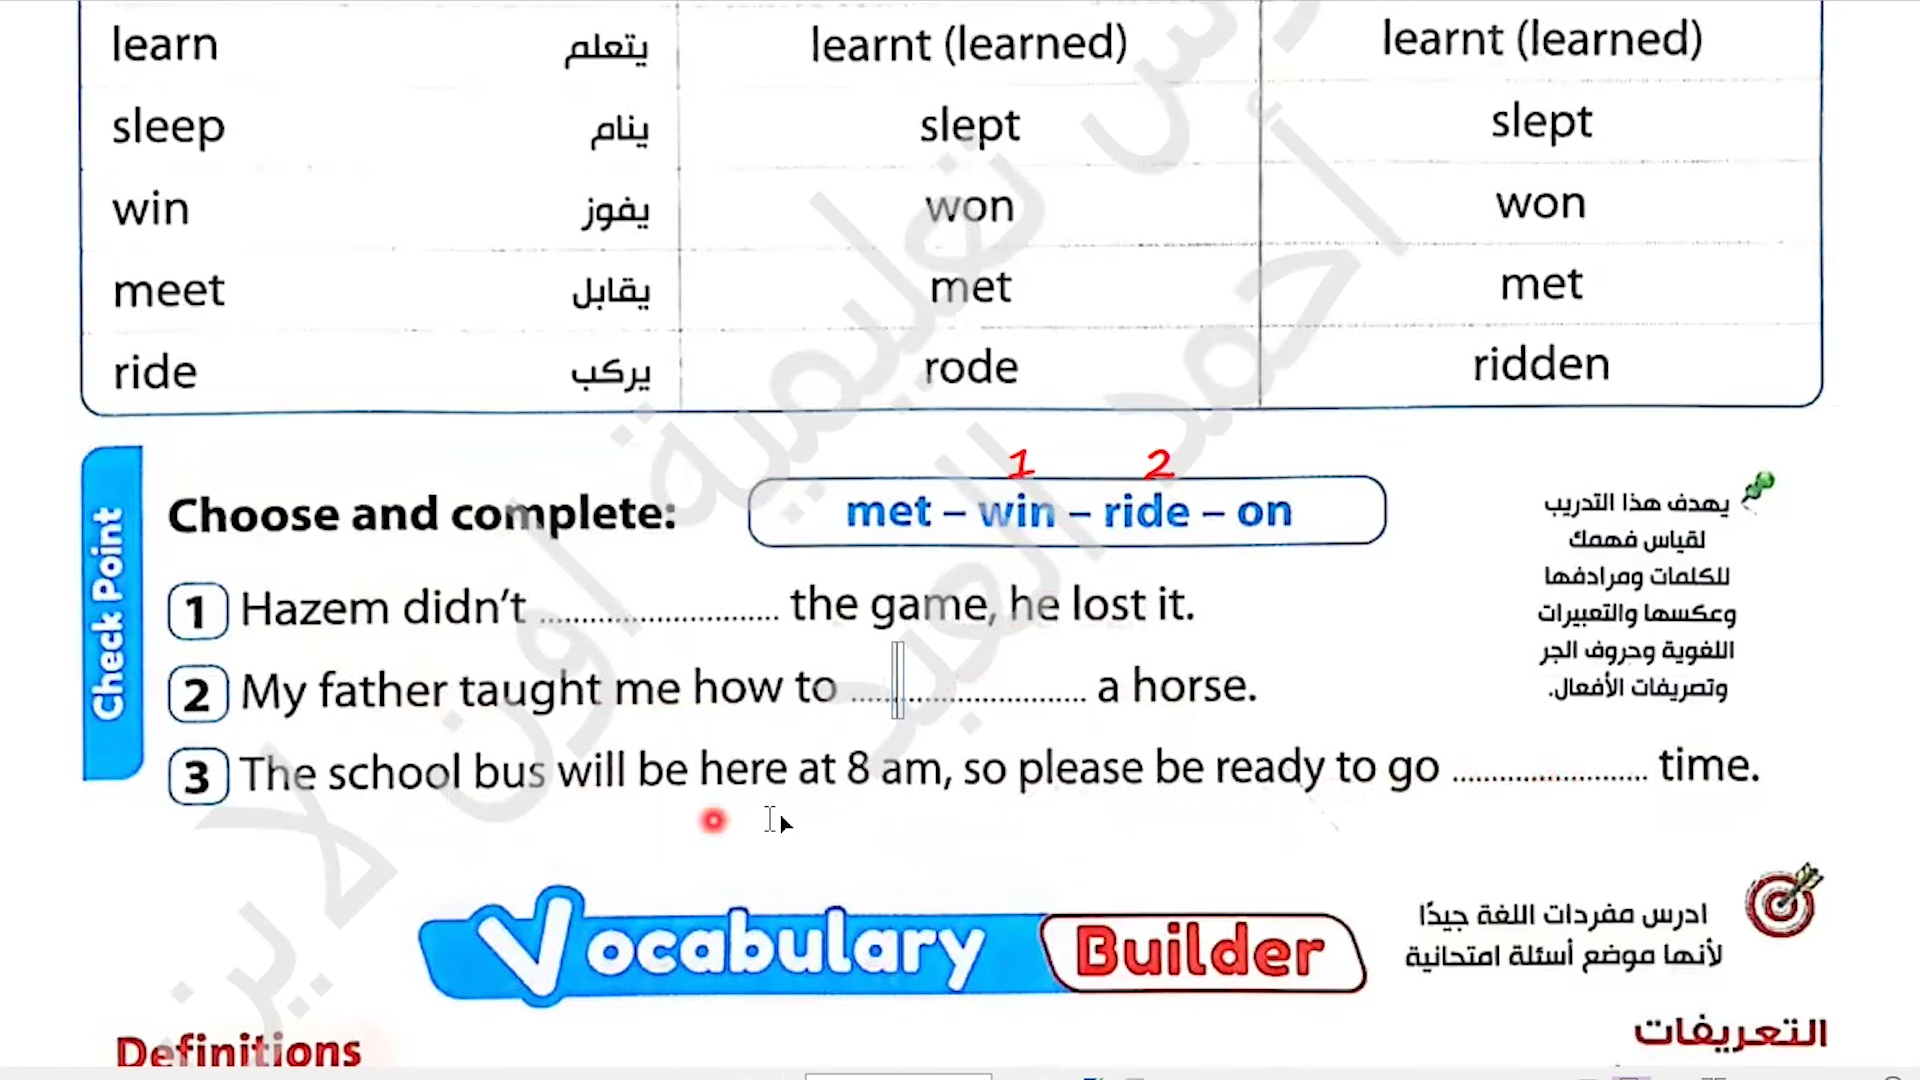 learn يتعلم learnt (learned) learnt (learned)
sleep ينام slept slept
win يفوز won won
meet يقابل met met
ride يركب rode ridden
1 2
Check Point
Choose and complete: met – win – ride – on
1 Hazem didn't .......................... the game, he lost it.
2 My father taught me how to .......................... a horse.
3 The school bus will be here at 8 am, so please be ready to go ...................... time.
يهدف هذا التدريب
لقياس فهمك
للكلمات ومرادفها
وعكسها والتعبيرات
اللغوية وحروف الجر
وتصريفات الأفعال.
Vocabulary Builder
ادرس مفردات اللغة جيدًا
لأنها موضع أسئلة امتحانية
Definitions التعريفات